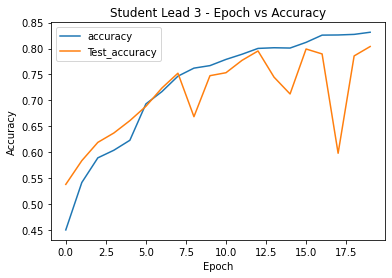 Student Lead 3 - Epoch vs Accuracy
accuracy
Test_accuracy
0.85
0.80
0.75
0.70
0.65
0.60
0.55
0.50
0.45
Accuracy
0.0 2.5 5.0 7.5 10.0 12.5 15.0 17.5
Epoch